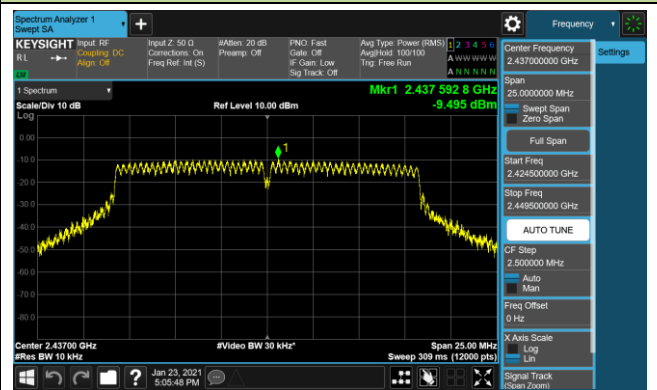 Spectrum Analyzer 1
Swept SA
Frequency
KEYSIGHT
RL
Input: RF
Coupling: DC
Align: Off
Input Z: 50 Ω
Corrections: On
Freq Ref: Int (S)
#Atten: 20 dB
Preamp: Off
PNO: Fast
Gate: Off
IF Gain: Low
Sig Track: Off
Avg Type: Power (RMS)
Avg|Hold: 100/100
Trig: Free Run
1 2 3 4 5 6
A W W W W W
A N N N N N
1 Spectrum
Scale/Div 10 dB
Log
Ref Level 10.00 dBm
Mkr1 2.437 592 8 GHz
-9.495 dBm
1
0.00
-10.0
-20.0
-30.0
-40.0
-50.0
-60.0
-70.0
-80.0
Center 2.43700 GHz
#Res BW 10 kHz
#Video BW 30 kHz*
Span 25.00 MHz
Sweep 309 ms (12000 pts)
Center Frequency
2.437000000 GHz
Settings
Span
25.0000000 MHz
Swept Span
Zero Span
Full Span
Start Freq
2.424500000 GHz
Stop Freq
2.449500000 GHz
AUTO TUNE
CF Step
2.500000 MHz
Auto
Man
Freq Offset
0 Hz
X Axis Scale
Log
Lin
Signal Track
(Span Zoom)
?
Jan 23, 2021
5:05:48 PM